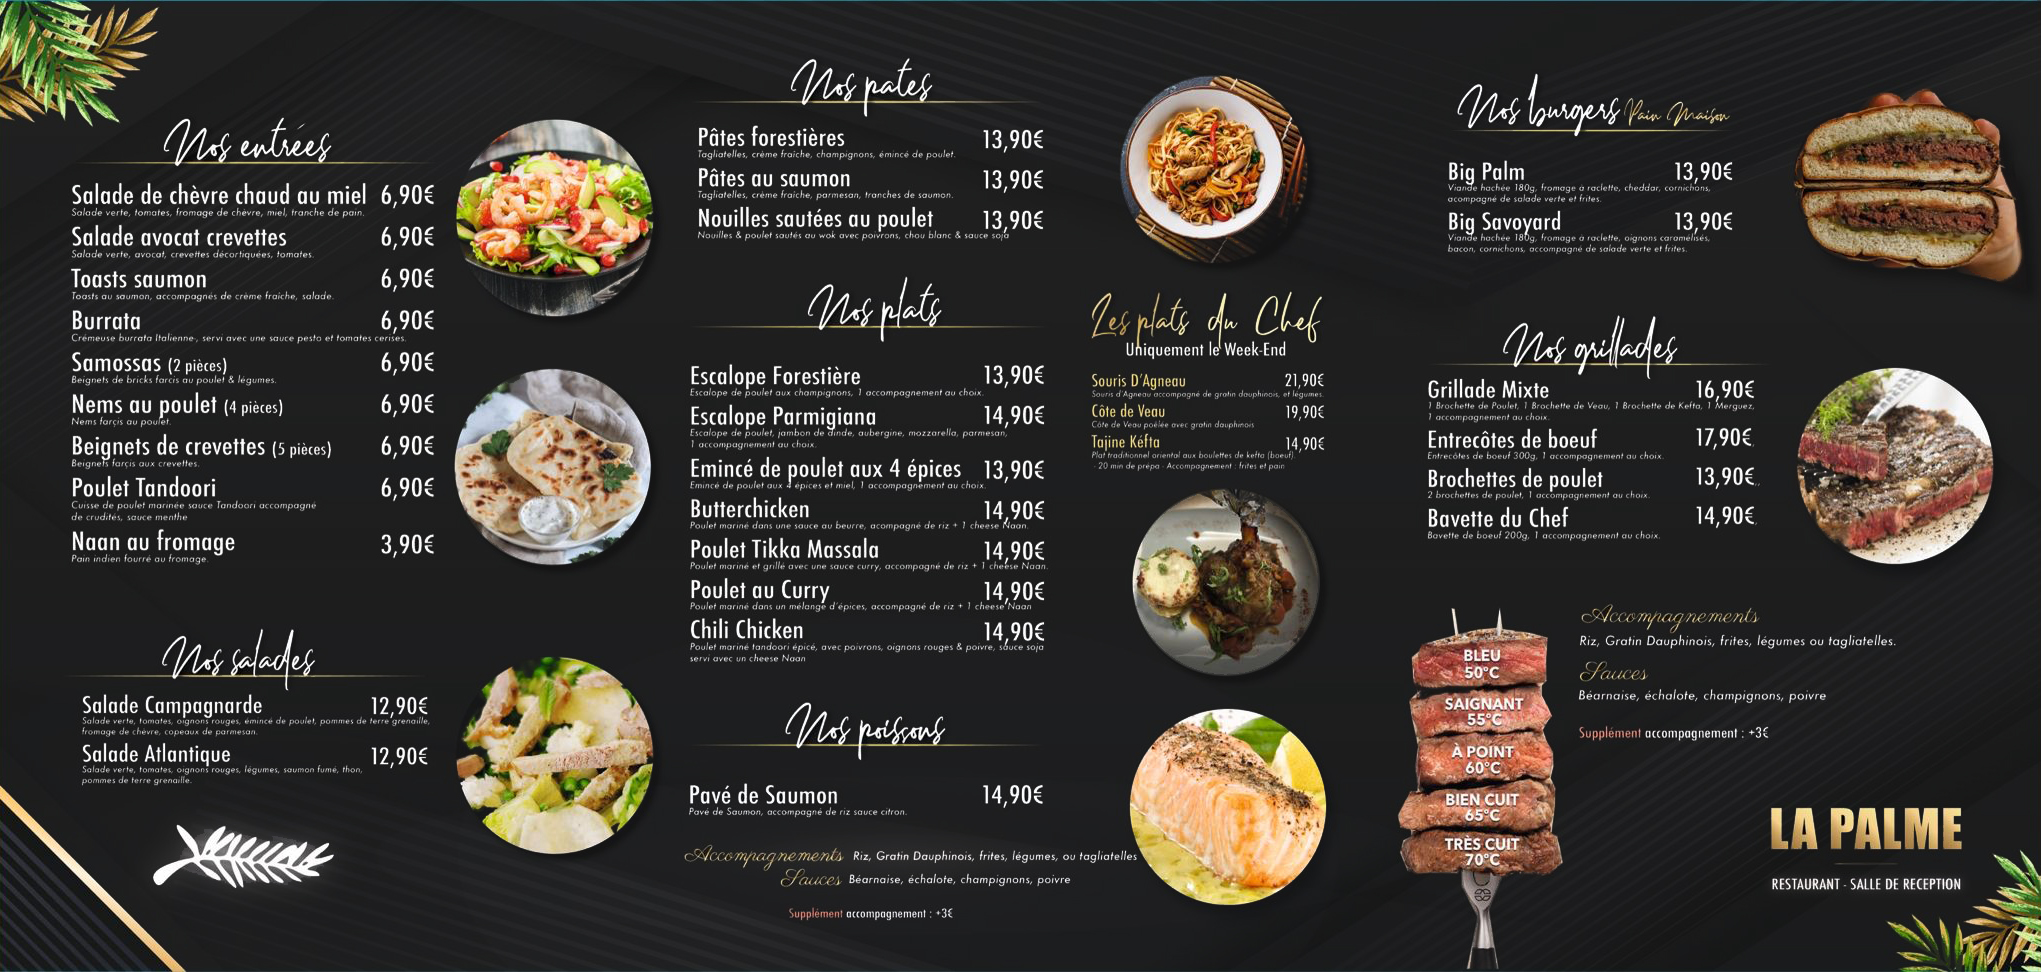 Nos entrées
Salade de chèvre chaud au miel 6,90€
Salade verte, tomates, fromage de chèvre, miel, tranche de pain.
Salade avocat crevettes 6,90€
Salade verte, avocat, crevettes décortiquées, tomates.
Toasts saumon 6,90€
Toasts au saumon, accompagnés de crème fraîche, salade.
Burrata 6,90€
Crémeuse burrata Italienne, servi avec une sauce pesto et tomates cerises.
Samossas (2 pièces) 6,90€
Beignets de bricks farcis au poulet & légumes.
Nems au poulet (4 pièces) 6,90€
Nems farçis au poulet.
Beignets de crevettes (5 pièces) 6,90€
Beignets farçis aux crevettes.
Poulet Tandoori 6,90€
Cuisse de poulet marinée sauce Tandoori accompagné
de crudités, sauce menthe
Naan au fromage 3,90€
Pain indien fourré au fromage.
Nos salades
Salade Campagnarde 12,90€
Salade verte, tomates, oignons rouges, émincé de poulet, pommes de terre grenaille,
fromage de chèvre, copeaux de parmesan.
Salade Atlantique 12,90€
Salade verte, tomates, oignons rouges, légumes, saumon fumé, thon,
pommes de terre grenaille.
Nos pates
Pâtes forestières 13,90€
Tagliatelles, crème fraîche, champignons, émincé de poulet.
Pâtes au saumon 13,90€
Tagliatelles, crème fraîche, parmesan, tranches de saumon.
Nouilles sautées au poulet 13,90€
Nouilles & poulet sautés au wok avec poivrons, chou blanc & sauce soja
Nos plats
Escalope Forestière 13,90€
Escalope de poulet aux champignons, 1 accompagnement au choix.
Escalope Parmigiana 14,90€
Escalope de poulet, jambon de dinde, aubergine, mozzarella, parmesan,
1 accompagnement au choix.
Emincé de poulet aux 4 épices 13,90€
Emincé de poulet aux 4 épices et miel, 1 accompagnement au choix.
Butterchicken 14,90€
Poulet mariné dans une sauce au beurre, acompagné de riz + 1 cheese Naan.
Poulet Tikka Massala 14,90€
Poulet mariné et grillé avec une sauce curry, accompagné de riz + 1 cheese Naan.
Poulet au Curry 14,90€
Poulet mariné dans un mélange d'épices, accompagné de riz + 1 cheese Naan
Chili Chicken 14,90€
Poulet mariné tandoori épicé, avec poivrons, oignons rouges & poivre, sauce soja
servi avec un cheese Naan
Nos poissons
Pavé de Saumon 14,90€
Pavé de Saumon, accompagné de riz sauce citron.
Accompagnements Riz, Gratin Dauphinois, frites, légumes, ou tagliatelles
Sauces Béarnaise, échalote, champignons, poivre
Supplément accompagnement : +3€
Les plats du Chef
Uniquement le Week-End
Souris D'Agneau 21,90€
Souris d'Agneau accompagné de gratin dauphinois, et légumes.
Côte de Veau 19,90€
Côte de Veau poêlée avec gratin dauphinois
Tajine Kéfta 14,90€
Plat traditionnel oriental aux boulettes de kefta (boeuf).
- 20 min de prépa - Accompagnement : frites et pain
Nos burgers Pain Maison
Big Palm 13,90€
Viande hachée 180g, fromage à raclette, cheddar, cornichons,
acompagné de salade verte et frites.
Big Savoyard 13,90€
Viande hachée 180g, fromage à raclette, oignons caramélisés,
bacon, cornichons, accompagné de salade verte et frites.
Nos grillades
Grillade Mixte 16,90€
1 Brochette de Poulet, 1 Brochette de Veau, 1 Brochette de Kefta, 1 Merguez,
1 accompagnement au choix.
Entrecôtes de boeuf 17,90€
Entrecôtes de boeuf 300g, 1 accompagnement au choix.
Brochettes de poulet 13,90€
2 brochettes de poulet, 1 accompagnement au choix.
Bavette du Chef 14,90€
Bavette de boeuf 200g, 1 accompagnement au choix.
BLEU
50°C
SAIGNANT
55°C
À POINT
60°C
BIEN CUIT
65°C
TRÈS CUIT
70°C
Accompagnements
Riz, Gratin Dauphinois, frites, légumes ou tagliatelles.
Sauces
Béarnaise, échalote, champignons, poivre
Supplément accompagnement : +3€
LA PALME
RESTAURANT - SALLE DE RECEPTION